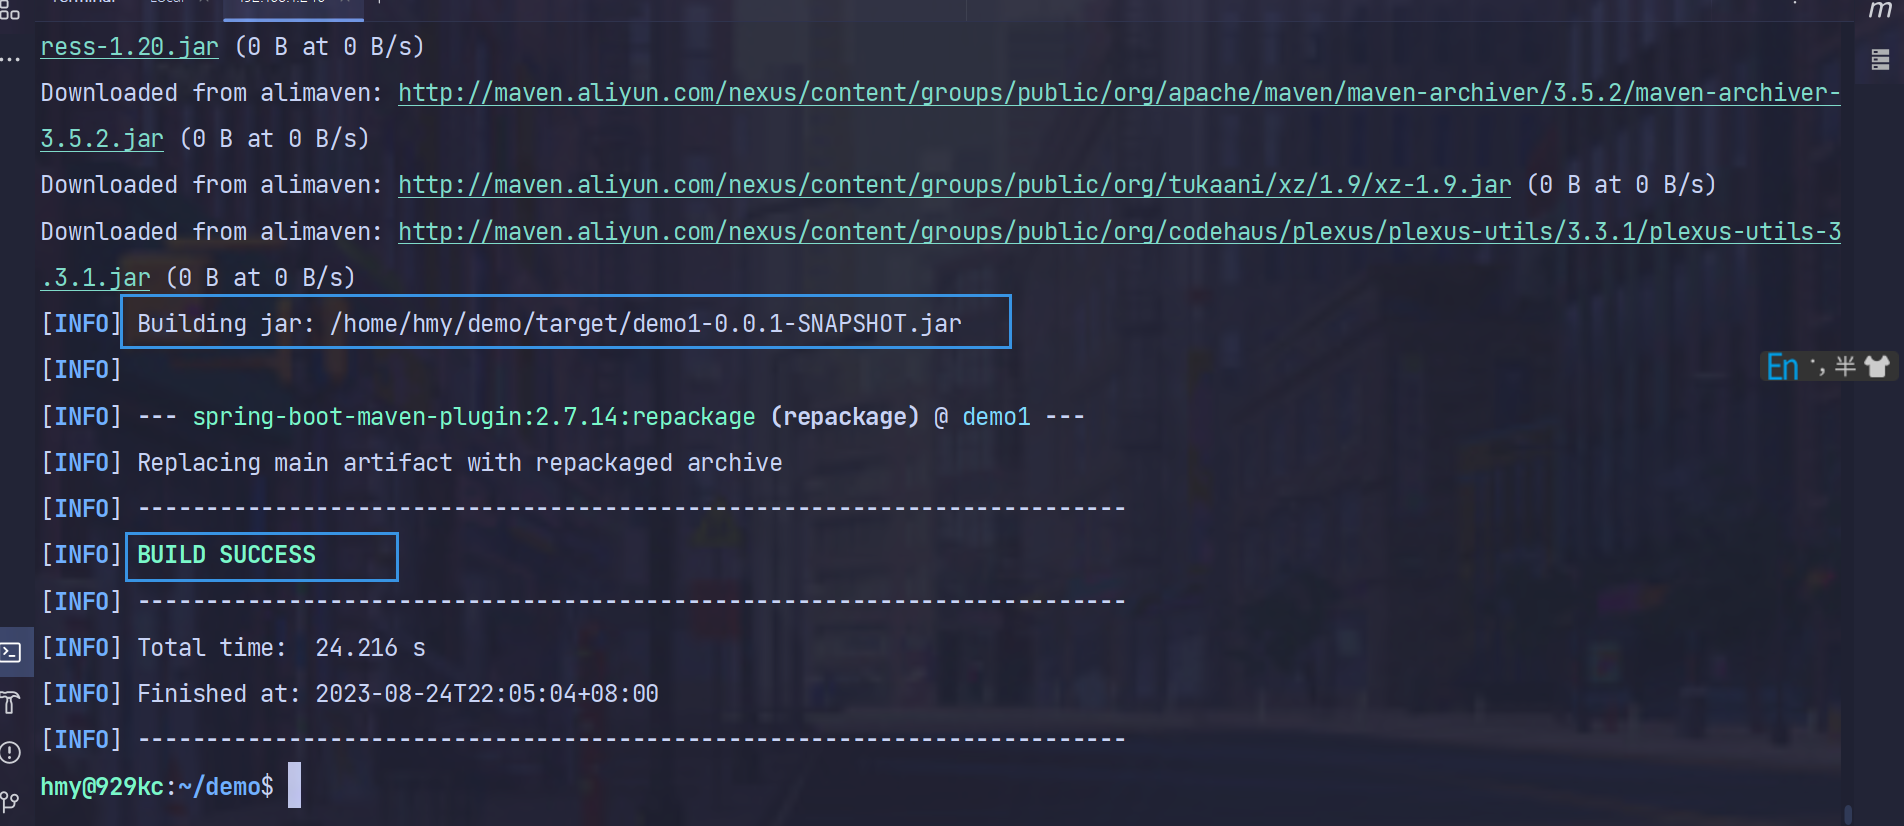 ress-1.20.jar (0 B at 0 B/s)
Downloaded from alimaven: http://maven.aliyun.com/nexus/content/groups/public/org/apache/maven/maven-archiver/3.5.2/maven-archiver-
3.5.2.jar (0 B at 0 B/s)
Downloaded from alimaven: http://maven.aliyun.com/nexus/content/groups/public/org/tukaani/xz/1.9/xz-1.9.jar (0 B at 0 B/s)
Downloaded from alimaven: http://maven.aliyun.com/nexus/content/groups/public/org/codehaus/plexus/plexus-utils/3.3.1/plexus-utils-3
.3.1.jar (0 B at 0 B/s)
[INFO] Building jar: /home/hmy/demo/target/demo1-0.0.1-SNAPSHOT.jar
[INFO]
En ·, 半
[INFO] --- spring-boot-maven-plugin:2.7.14:repackage (repackage) @ demo1 ---
[INFO] Replacing main artifact with repackaged archive
[INFO] ------------------------------------------------------------------------
[INFO] BUILD SUCCESS
[INFO] ------------------------------------------------------------------------
[INFO] Total time:  24.216 s
[INFO] Finished at: 2023-08-24T22:05:04+08:00
[INFO] ------------------------------------------------------------------------
hmy@929kc:~/demo$